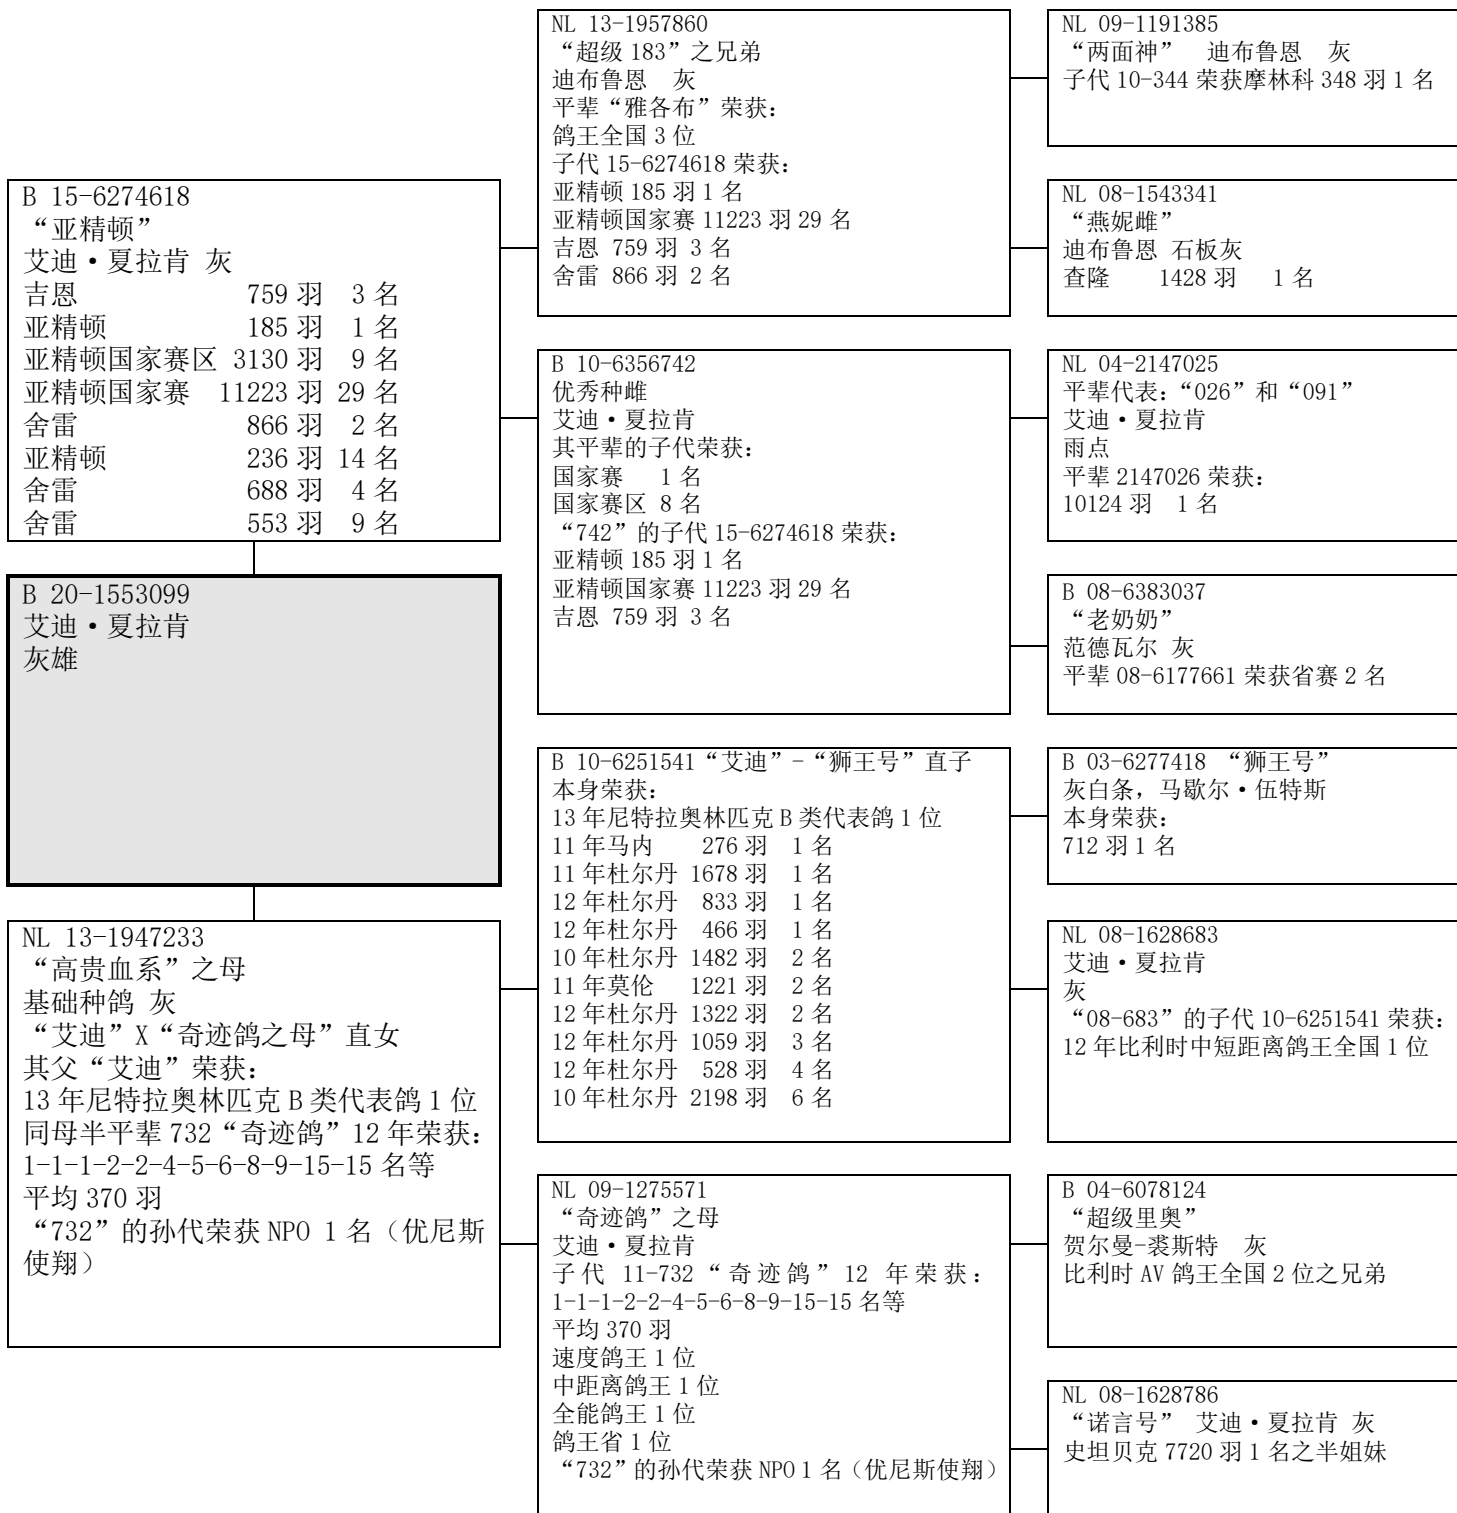 B 15-6274618
“亚精顿”
艾迪•夏拉肯 灰
吉恩 759 羽 3 名
亚精顿 185 羽 1 名
亚精顿国家赛区 3130 羽 9 名
亚精顿国家赛 11223 羽 29 名
舍雷 866 羽 2 名
亚精顿 236 羽 14 名
舍雷 688 羽 4 名
舍雷 553 羽 9 名
B 20-1553099
艾迪•夏拉肯
灰雄
NL 13-1947233
“高贵血系”之母
基础种鸽 灰
“艾迪”X“奇迹鸽之母”直女
其父“艾迪”荣获:
13 年尼特拉奥林匹克 B 类代表鸽 1 位
同母半平辈 732“奇迹鸽”12 年荣获:
1-1-1-2-2-4-5-6-8-9-15-15 名等
平均 370 羽
“732”的孙代荣获 NPO 1 名（优尼斯
使翔）
NL 13-1957860
“超级 183”之兄弟
迪布鲁恩 灰
平辈“雅各布”荣获:
鸽王全国 3 位
子代 15-6274618 荣获:
亚精顿 185 羽 1 名
亚精顿国家赛 11223 羽 29 名
吉恩 759 羽 3 名
舍雷 866 羽 2 名
B 10-6356742
优秀种雌
艾迪•夏拉肯
其平辈的子代荣获:
国家赛 1 名
国家赛区 8 名
“742”的子代 15-6274618 荣获:
亚精顿 185 羽 1 名
亚精顿国家赛 11223 羽 29 名
吉恩 759 羽 3 名
B 10-6251541“艾迪”-“狮王号”直子
本身荣获:
13 年尼特拉奥林匹克 B 类代表鸽 1 位
11 年马内 276 羽 1 名
11 年杜尔丹 1678 羽 1 名
12 年杜尔丹 833 羽 1 名
12 年杜尔丹 466 羽 1 名
10 年杜尔丹 1482 羽 2 名
11 年莫伦 1221 羽 2 名
12 年杜尔丹 1322 羽 2 名
12 年杜尔丹 1059 羽 3 名
12 年杜尔丹 528 羽 4 名
10 年杜尔丹 2198 羽 6 名
NL 09-1275571
“奇迹鸽”之母
艾迪•夏拉肯
子代 11-732“奇迹鸽”12 年荣获:
1-1-1-2-2-4-5-6-8-9-15-15 名等
平均 370 羽
速度鸽王 1 位
中距离鸽王 1 位
全能鸽王 1 位
鸽王省 1 位
“732”的孙代荣获 NPO 1 名（优尼斯使翔）
NL 09-1191385
“两面神” 迪布鲁恩 灰
子代 10-344 荣获摩林科 348 羽 1 名
NL 08-1543341
“燕妮雌”
迪布鲁恩 石板灰
查隆 1428 羽 1 名
NL 04-2147025
平辈代表: “026”和“091”
艾迪•夏拉肯
雨点
平辈 2147026 荣获:
10124 羽 1 名
B 08-6383037
“老奶奶”
范德瓦尔 灰
平辈 08-6177661 荣获省赛 2 名
B 03-6277418 “狮王号”
灰白条, 马歇尔•伍特斯
本身荣获:
712 羽 1 名
NL 08-1628683
艾迪•夏拉肯
灰
“08-683”的子代 10-6251541 荣获:
12 年比利时中短距离鸽王全国 1 位
B 04-6078124
“超级里奥”
贺尔曼-裘斯特 灰
比利时 AV 鸽王全国 2 位之兄弟
NL 08-1628786
“诺言号” 艾迪•夏拉肯 灰
史坦贝克 7720 羽 1 名之半姐妹